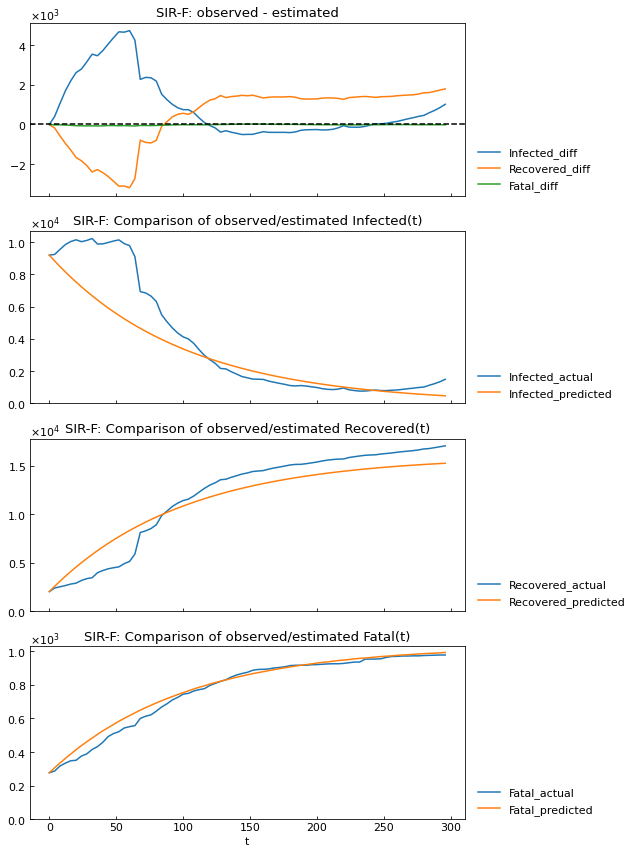 ×10³
SIR-F: observed - estimated
4
2
0
−2
Infected_diff
Recovered_diff
Fatal_diff
×10⁴
SIR-F: Comparison of observed/estimated Infected(t)
1.0
0.8
0.6
0.4
0.2
0.0
Infected_actual
Infected_predicted
×10⁴
SIR-F: Comparison of observed/estimated Recovered(t)
1.5
1.0
0.5
0.0
Recovered_actual
Recovered_predicted
×10³
SIR-F: Comparison of observed/estimated Fatal(t)
1.0
0.8
0.6
0.4
0.2
0.0
Fatal_actual
Fatal_predicted
0 50 100 150 200 250 300
t